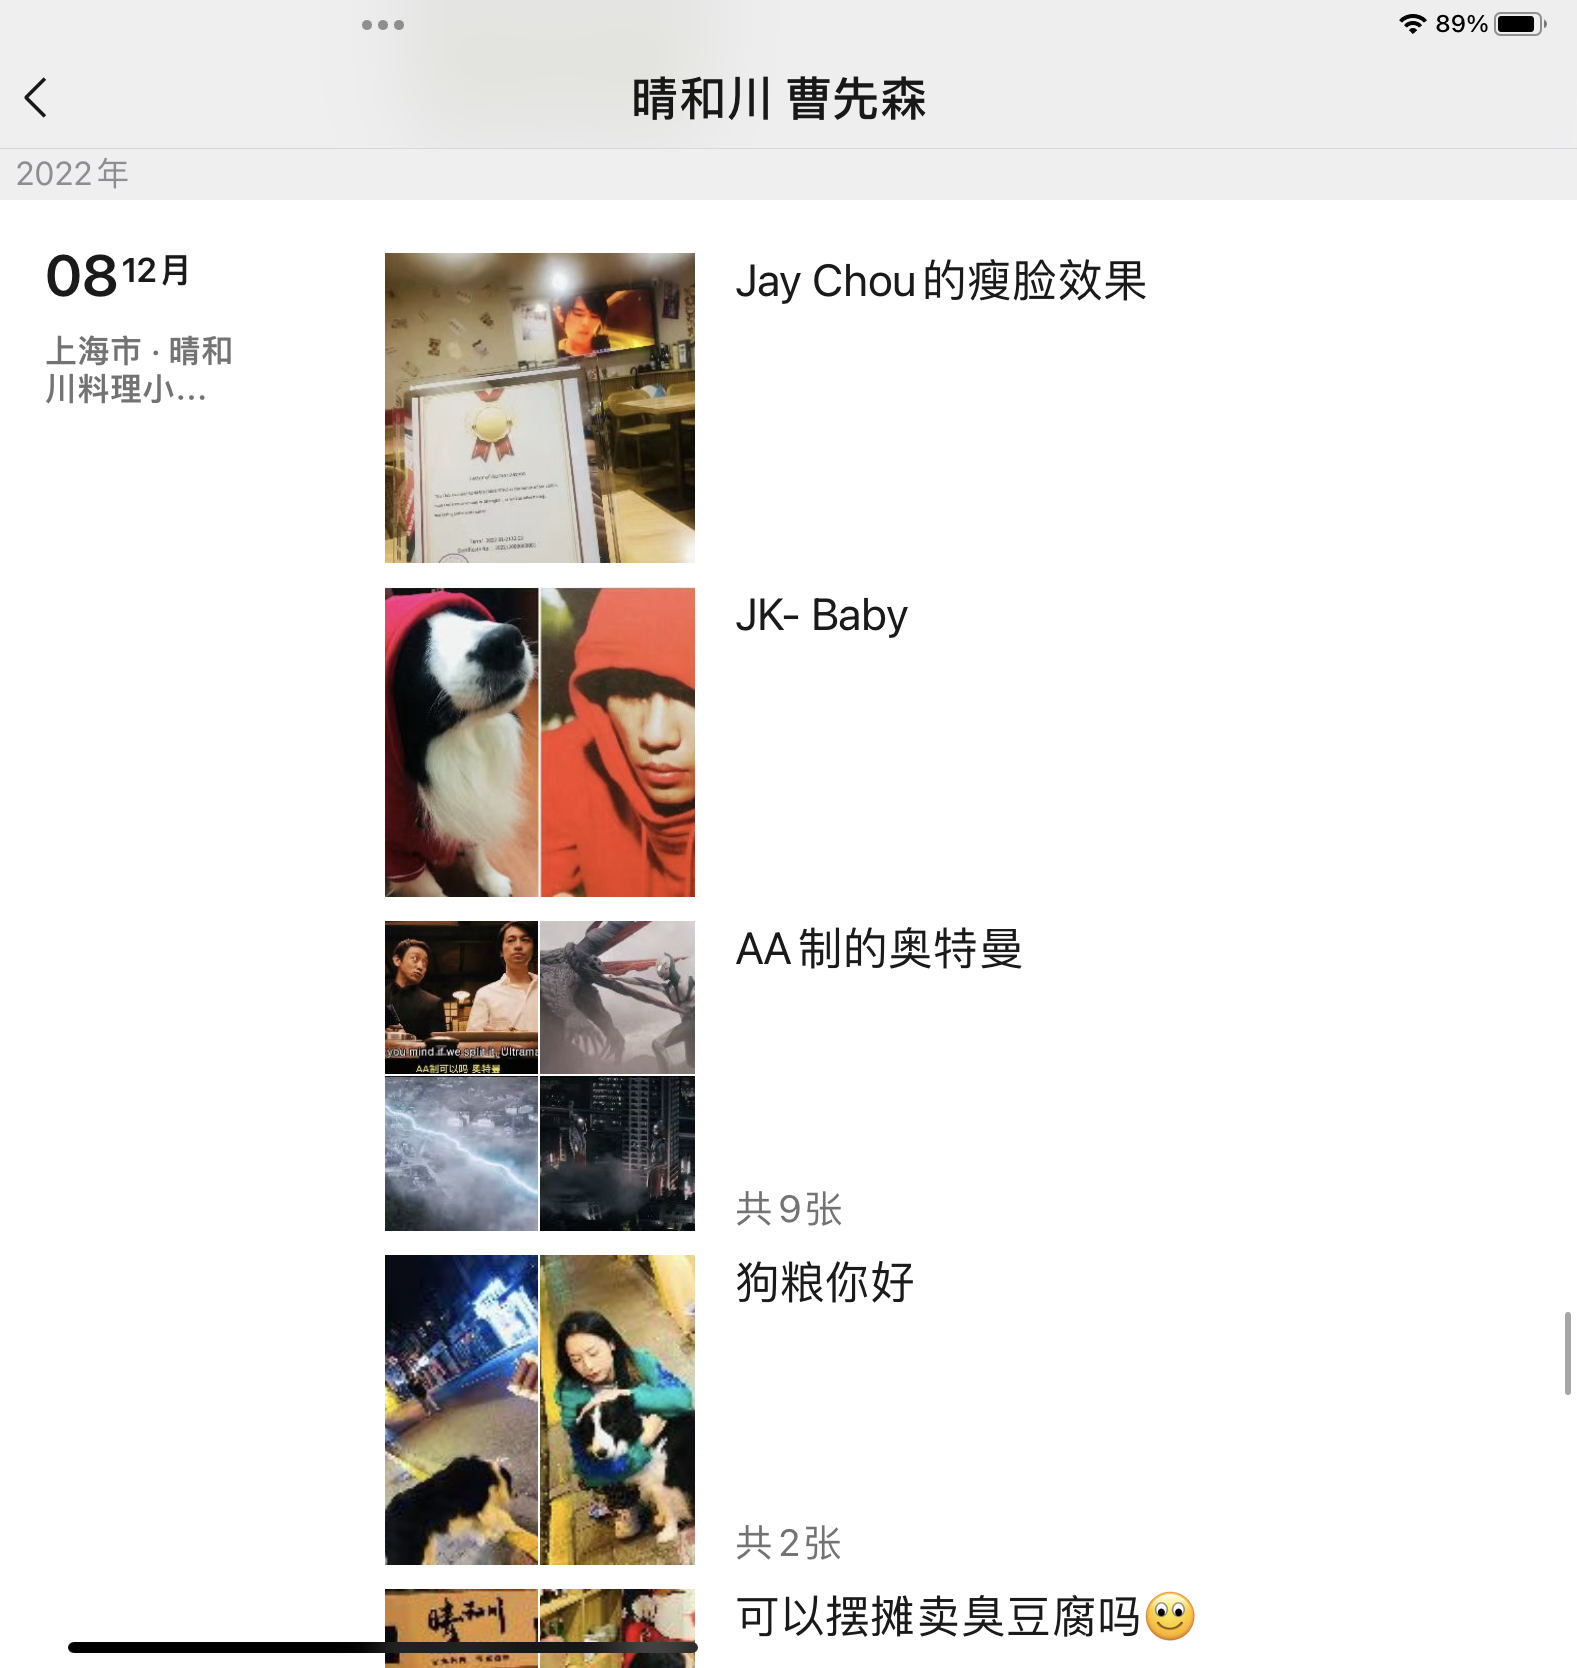 89%
晴和川 曹先森
2022年
08 12月
上海市 · 晴和
川料理小...
Jay Chou的瘦脸效果
JK- Baby
AA制的奥特曼
you mind if we split it, Ultrama
AA制可以吗 奥特曼
共9张
狗粮你好
共2张
晴和川
可以摆摊卖臭豆腐吗🙂